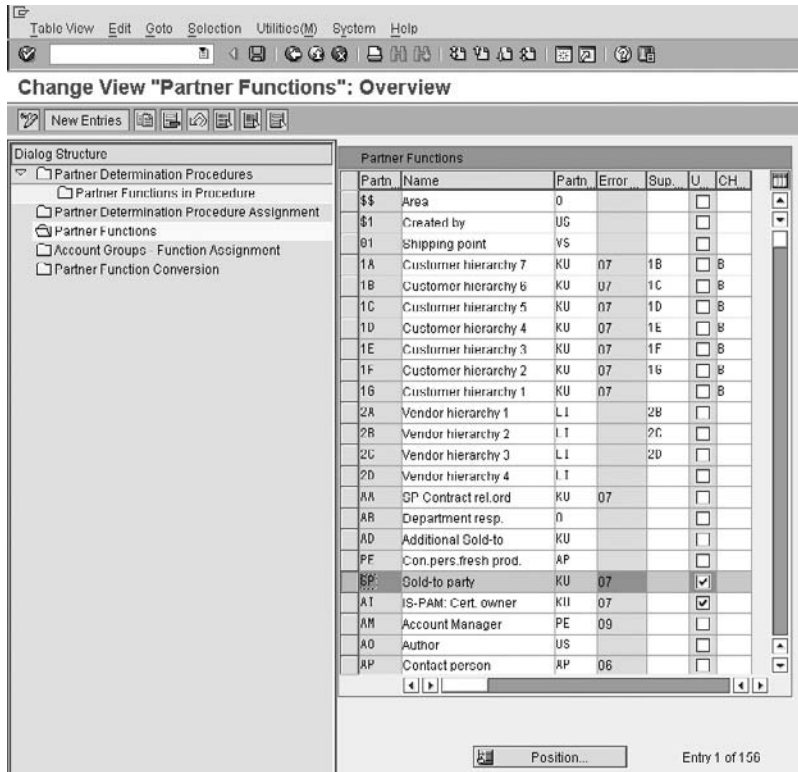 Table View Edit Goto Selection Utilities(M) System Help
Change View "Partner Functions": Overview
New Entries
Dialog Structure
Partner Determination Procedures
Partner Functions in Procedure
Partner Determination Procedure Assignment
Partner Functions
Account Groups - Function Assignment
Partner Function Conversion
Partner Functions
Partn... Name Partn... Error... Sup... U... CH...
$$ Area 0
$1 Created by US
01 Shipping point VS
1A Customer hierarchy 7 KU 07 1B B
1B Customer hierarchy 6 KU 07 1C B
1C Customer hierarchy 5 KU 07 1D B
1D Customer hierarchy 4 KU 07 1E B
1E Customer hierarchy 3 KU 07 1F B
1F Customer hierarchy 2 KU 07 1G B
1G Customer hierarchy 1 KU 07 B
2A Vendor hierarchy 1 LI 2B
2B Vendor hierarchy 2 LI 2C
2C Vendor hierarchy 3 LI 2D
2D Vendor hierarchy 4 LI
AA SP Contract rel.ord KU 07
AB Department resp. 0
AD Additional Sold-to KU
PE Con.pers.fresh prod. AP
SP Sold-to party KU 07
AI IS-PAM: Cert. owner KU 07
AM Account Manager PE 09
AO Author US
AP Contact person AP 06
Position... Entry 1 of 156